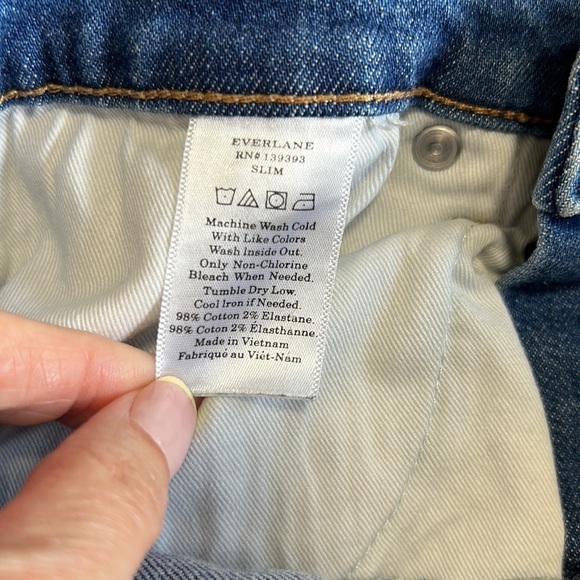 EVERLANE
RN# 139393
SLIM
Machine Wash Cold
With Like Colors
Wash Inside Out.
Only Non-Chlorine
Bleach When Needed.
Tumble Dry Low.
Cool Iron if Needed.
98% Cotton 2% Elastane.
98% Coton 2% Élasthanne.
Made in Vietnam
Fabriqué au Việt-Nam